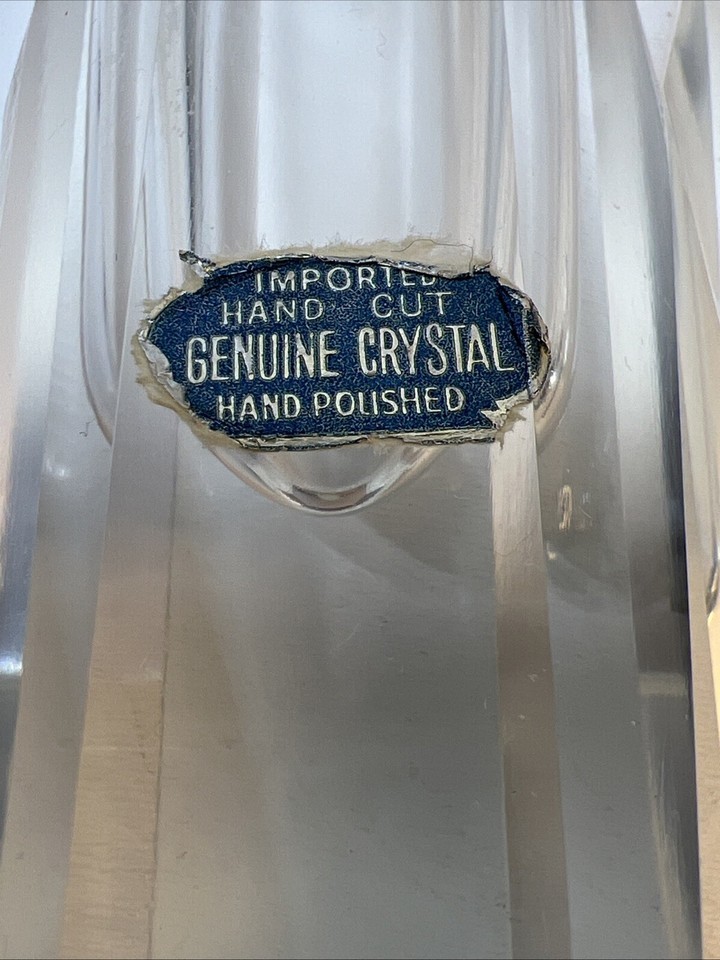 IMPORTED
HAND CUT
GENUINE CRYSTAL
HAND POLISHED